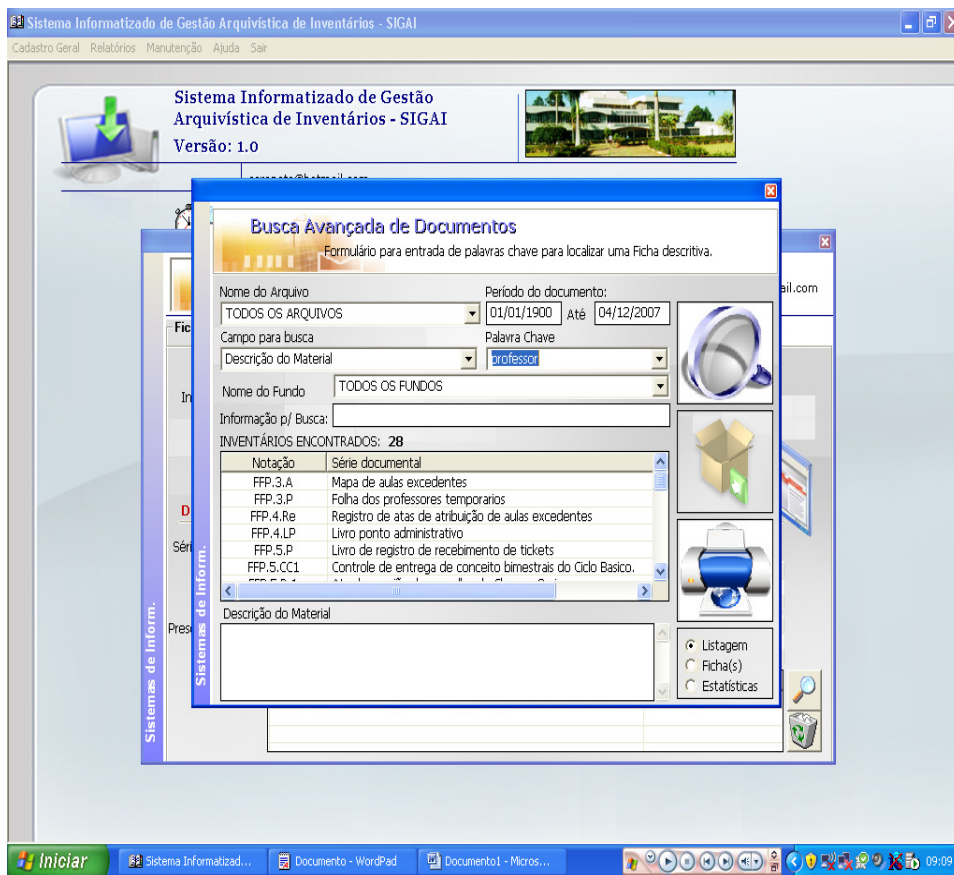 Sistema Informatizado de Gestão Arquivística de Inventários - SIGAI
Cadastro Geral Relatórios Manutenção Ajuda Sair
Sistema Informatizado de Gestão
Arquivística de Inventários - SIGAI
Versão: 1.0
Busca Avançada de Documentos
Formulário para entrada de palavras chave para localizar uma Ficha descritiva.
ail.com
Nome do Arquivo
Período do documento:
TODOS OS ARQUIVOS
01/01/1900 Até 04/12/2007
Fic
Campo para busca
Palavra Chave
Descrição do Material
professor
In
Nome do Fundo
TODOS OS FUNDOS
Informação p/ Busca:
INVENTÁRIOS ENCONTRADOS: 28
Notação Série documental
FFP.3.A Mapa de aulas excedentes
FFP.3.P Folha dos professores temporarios
FFP.4.Re Registro de atas de atribuição de aulas excedentes
D
FFP.4.LP Livro ponto administrativo
FFP.5.P Livro de registro de recebimento de tickets
Séri
FFP.5.CC1 Controle de entrega de conceito bimestrais do Ciclo Basico.
Descrição do Material
Pres
Listagem
Ficha(s)
Estatísticas
Sistemas de Inform.
Sistemas de Inform.
Iniciar
Sistema Informatizad...
Documento - WordPad
Documento1 - Micros...
09:09